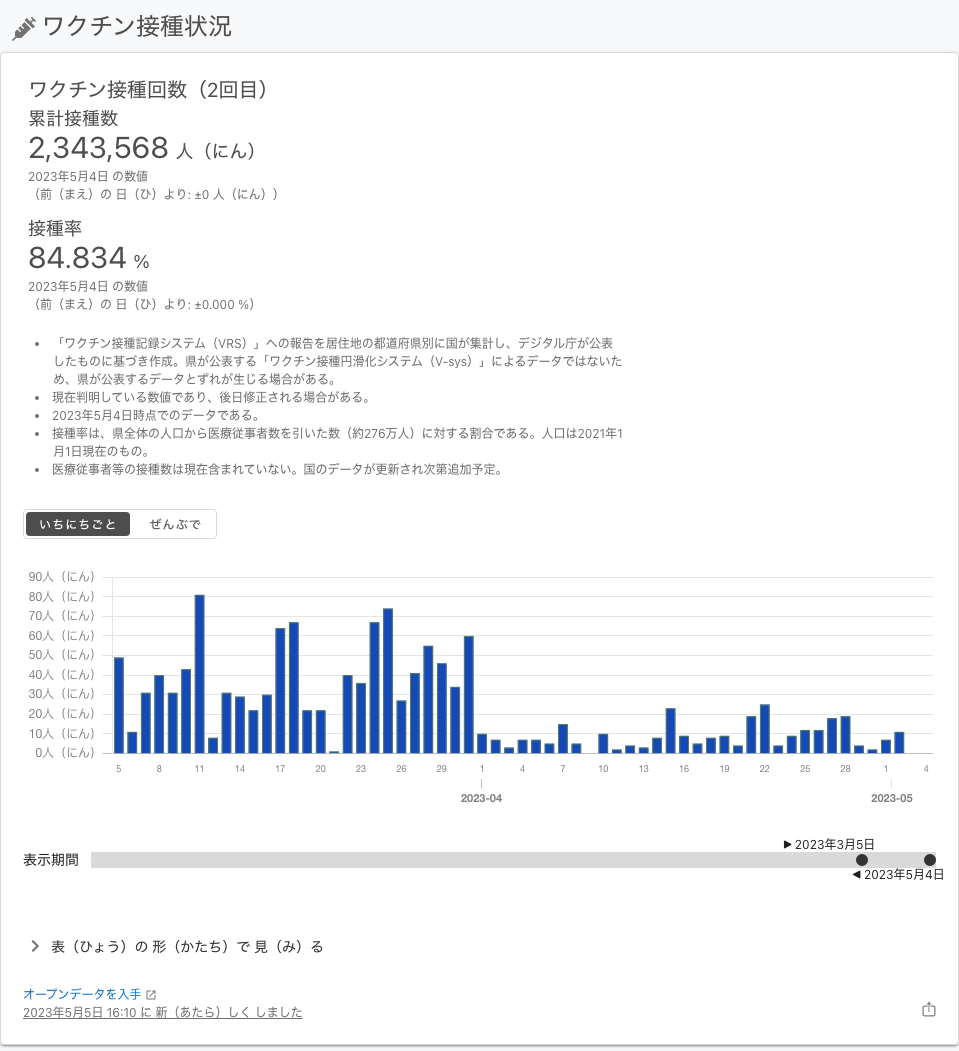 ワクチン接種状況
ワクチン接種回数（2回目）
累計接種数
2,343,568 人（にん）
2023年5月4日 の数値
（前（まえ）の 日（ひ）より: ±0 人（にん））
接種率
84.834 %
2023年5月4日 の数値
（前（まえ）の 日（ひ）より: ±0.000 %）
• 「ワクチン接種記録システム（VRS）」への報告を居住地の都道府県別に国が集計し、デジタル庁が公表
したものに基づき作成。県が公表する「ワクチン接種円滑化システム（V-sys）」によるデータではないた
め、県が公表するデータとずれが生じる場合がある。
• 現在判明している数値であり、後日修正される場合がある。
• 2023年5月4日時点でのデータである。
• 接種率は、県全体の人口から医療従事者数を引いた数（約276万人）に対する割合である。人口は2021年1
月1日現在のもの。
• 医療従事者等の接種数は現在含まれていない。国のデータが更新され次第追加予定。
いちにちごと ぜんぶで
90人（にん）
80人（にん）
70人（にん）
60人（にん）
50人（にん）
40人（にん）
30人（にん）
20人（にん）
10人（にん）
0人（にん）
5 8 11 14 17 20 23 26 29 1 4 7 10 13 16 19 22 25 28 1 4
2023-04 2023-05
▶ 2023年3月5日
表示期間
◀ 2023年5月4日
表（ひょう）の 形（かたち）で 見（み）る
オープンデータを入手
2023年5月5日 16:10 に 新（あたら）しく しました